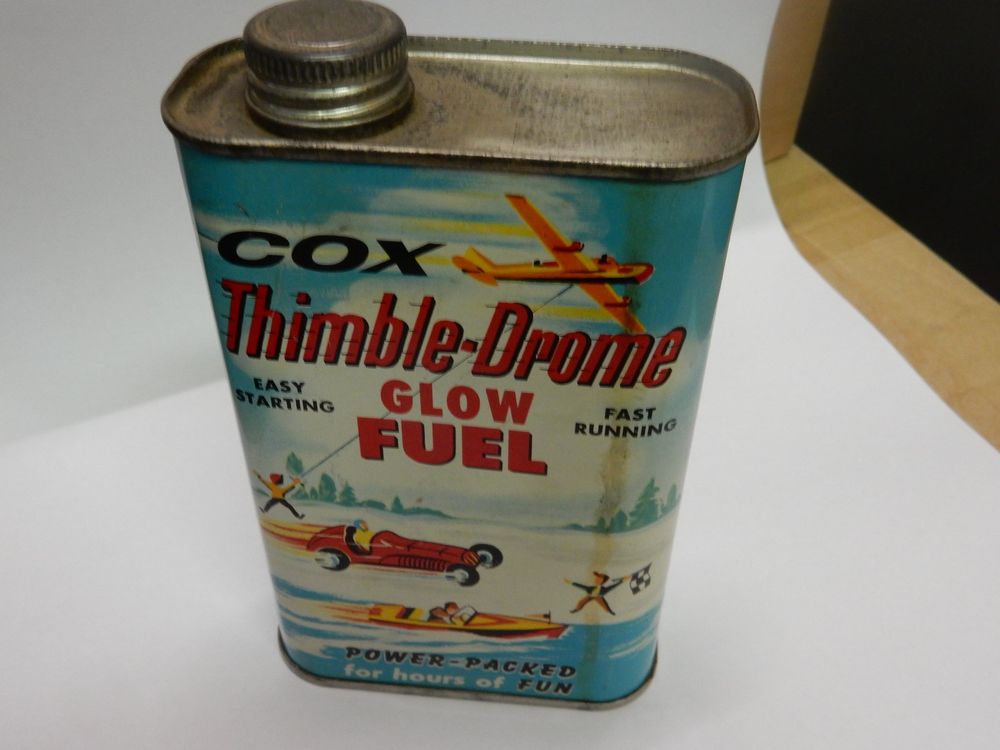 COX
Thimble-Drome
EASY
STARTING
GLOW
FUEL
FAST
RUNNING
POWER-PACKED
for hours of FUN